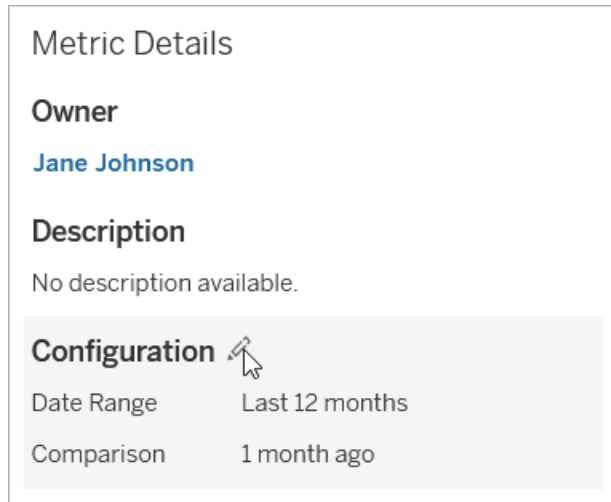 Metric Details
Owner
Jane Johnson
Description
No description available.
Configuration
Date Range Last 12 months
Comparison 1 month ago